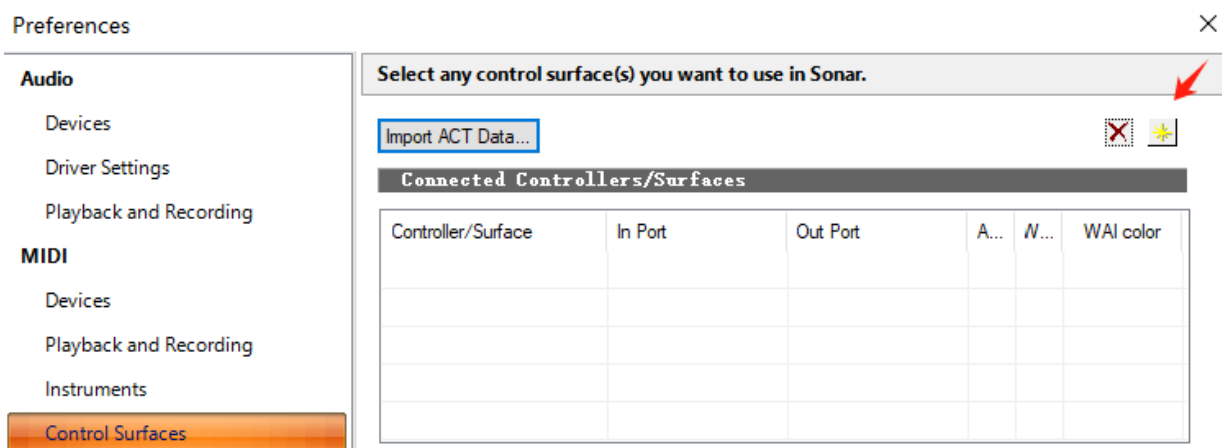 Preferences
Audio
Devices
Driver Settings
Playback and Recording
MIDI
Devices
Playback and Recording
Instruments
Control Surfaces
Select any control surface(s) you want to use in Sonar.
Import ACT Data...
Connected Controllers/Surfaces
Controller/Surface In Port Out Port A... W... WAI color